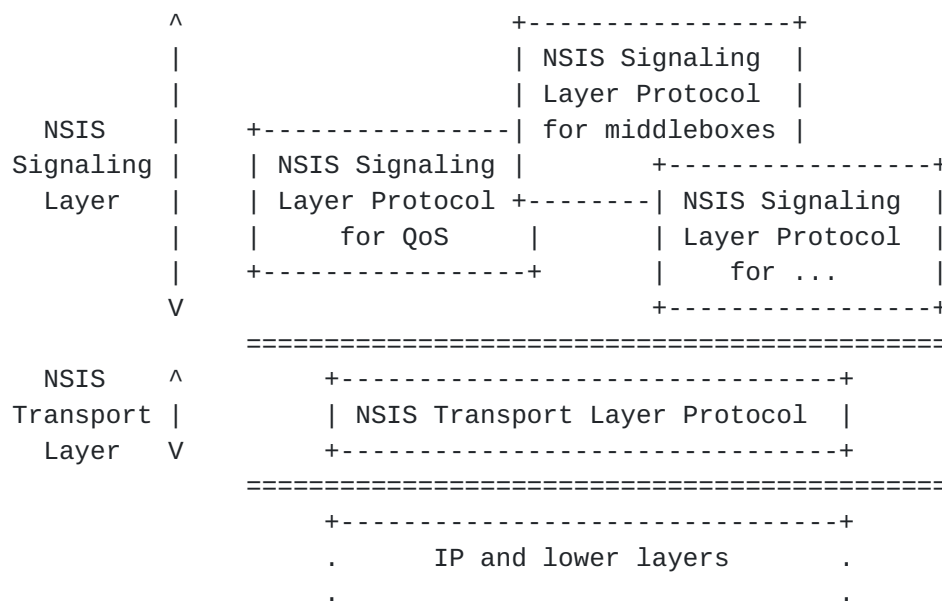 ^                     +-----------------+
          |                     | NSIS Signaling  |
          |                     | Layer Protocol  |
  NSIS    |    +----------------| for middleboxes |
Signaling |    | NSIS Signaling |        +-----------------+
  Layer   |    | Layer Protocol +--------| NSIS Signaling  |
          |    |     for QoS     |       | Layer Protocol  |
          |    +-----------------+       |    for ...      |
          V                              +-----------------+
               =============================================
  NSIS    ^         +--------------------------------+
Transport |         | NSIS Transport Layer Protocol  |
  Layer   V         +--------------------------------+
               =============================================
                    +--------------------------------+
                    .      IP and lower layers       .
                    .                                .